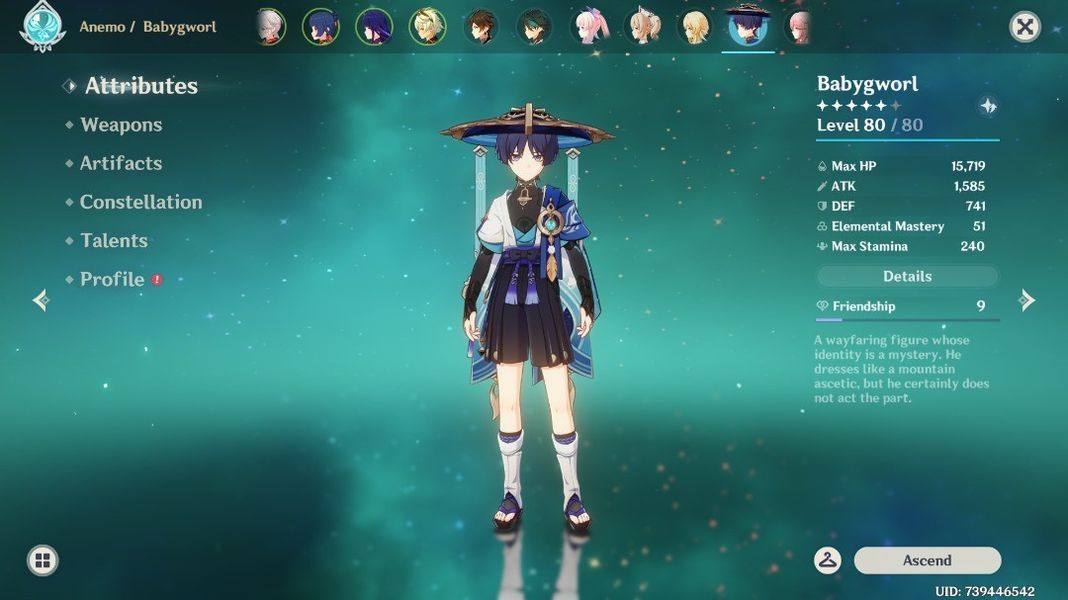 Anemo / Babygworl
Attributes
Weapons
Artifacts
Constellation
Talents
Profile !
Babygworl
Level 80 / 80
Max HP 15,719
ATK 1,585
DEF 741
Elemental Mastery 51
Max Stamina 240
Details
Friendship 9
A wayfaring figure whose
identity is a mystery. He
dresses like a mountain
ascetic, but he certainly does
not act the part.
Ascend
UID: 739446542